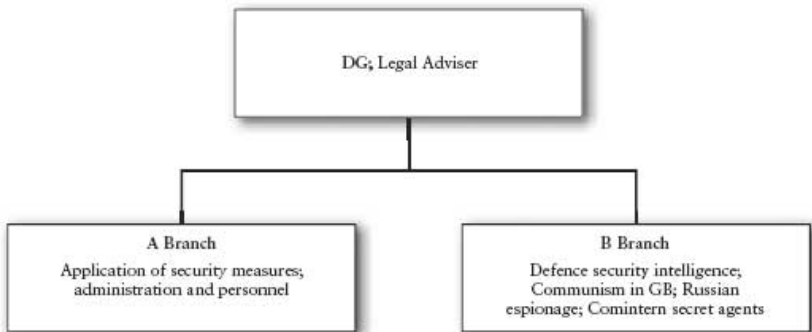 DG; Legal Adviser
A Branch
Application of security measures;
administration and personnel
B Branch
Defence security intelligence;
Communism in GB; Russian
espionage; Comintern secret agents